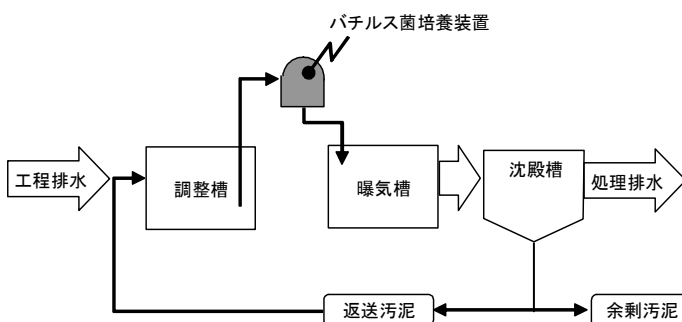 バチルス菌培養装置
工程排水
調整槽
曝気槽
沈殿槽
処理排水
返送汚泥
余剰汚泥